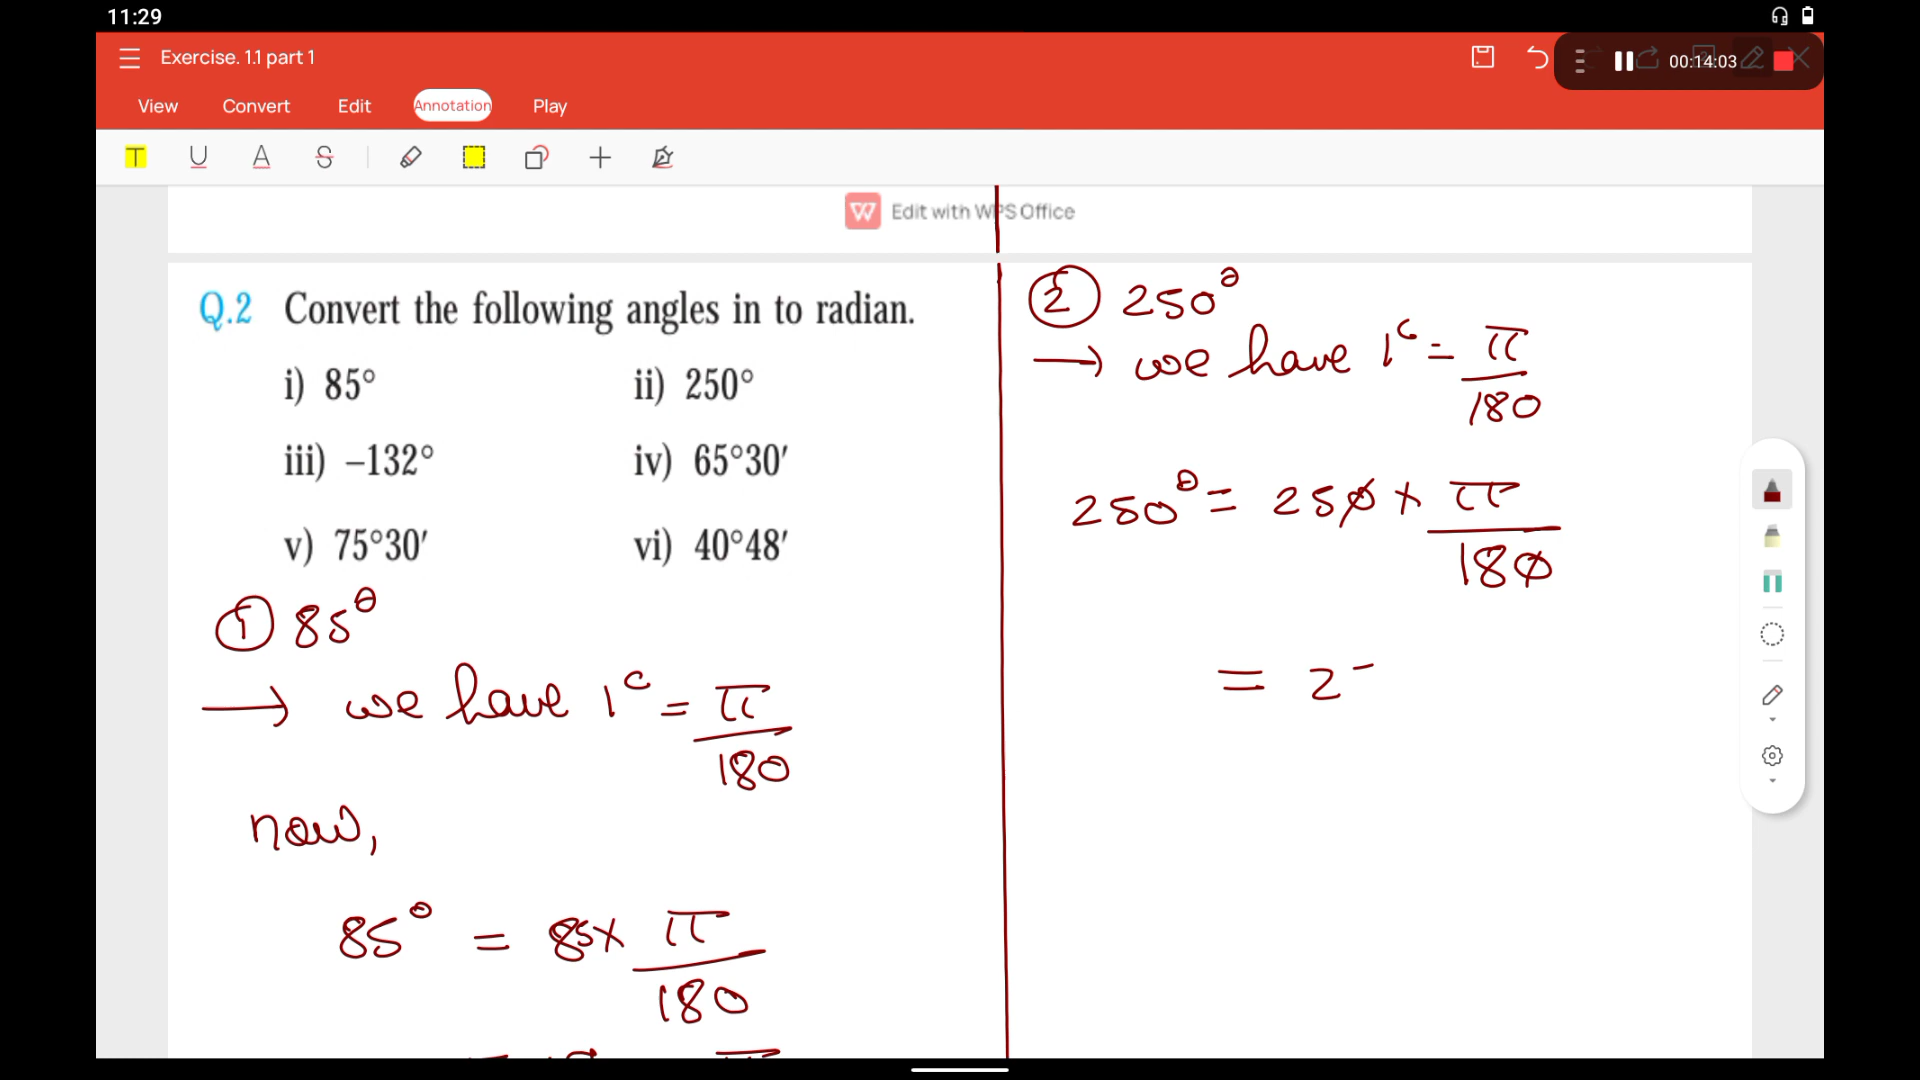 11:29
Exercise. 1.1 part 1
00:14:03
View Convert Edit Annotation Play
T U A S
Edit with WPS Office
Q.2 Convert the following angles in to radian.
i) 85° ii) 250°
iii) –132° iv) 65°30′
v) 75°30′ vi) 40°48′
① 85°
→ we have 1ᶜ = π
180
now,
85° = 85× π
180
② 250°
→ we have 1ᶜ = π
180
250° = 250 × π
180
= 2